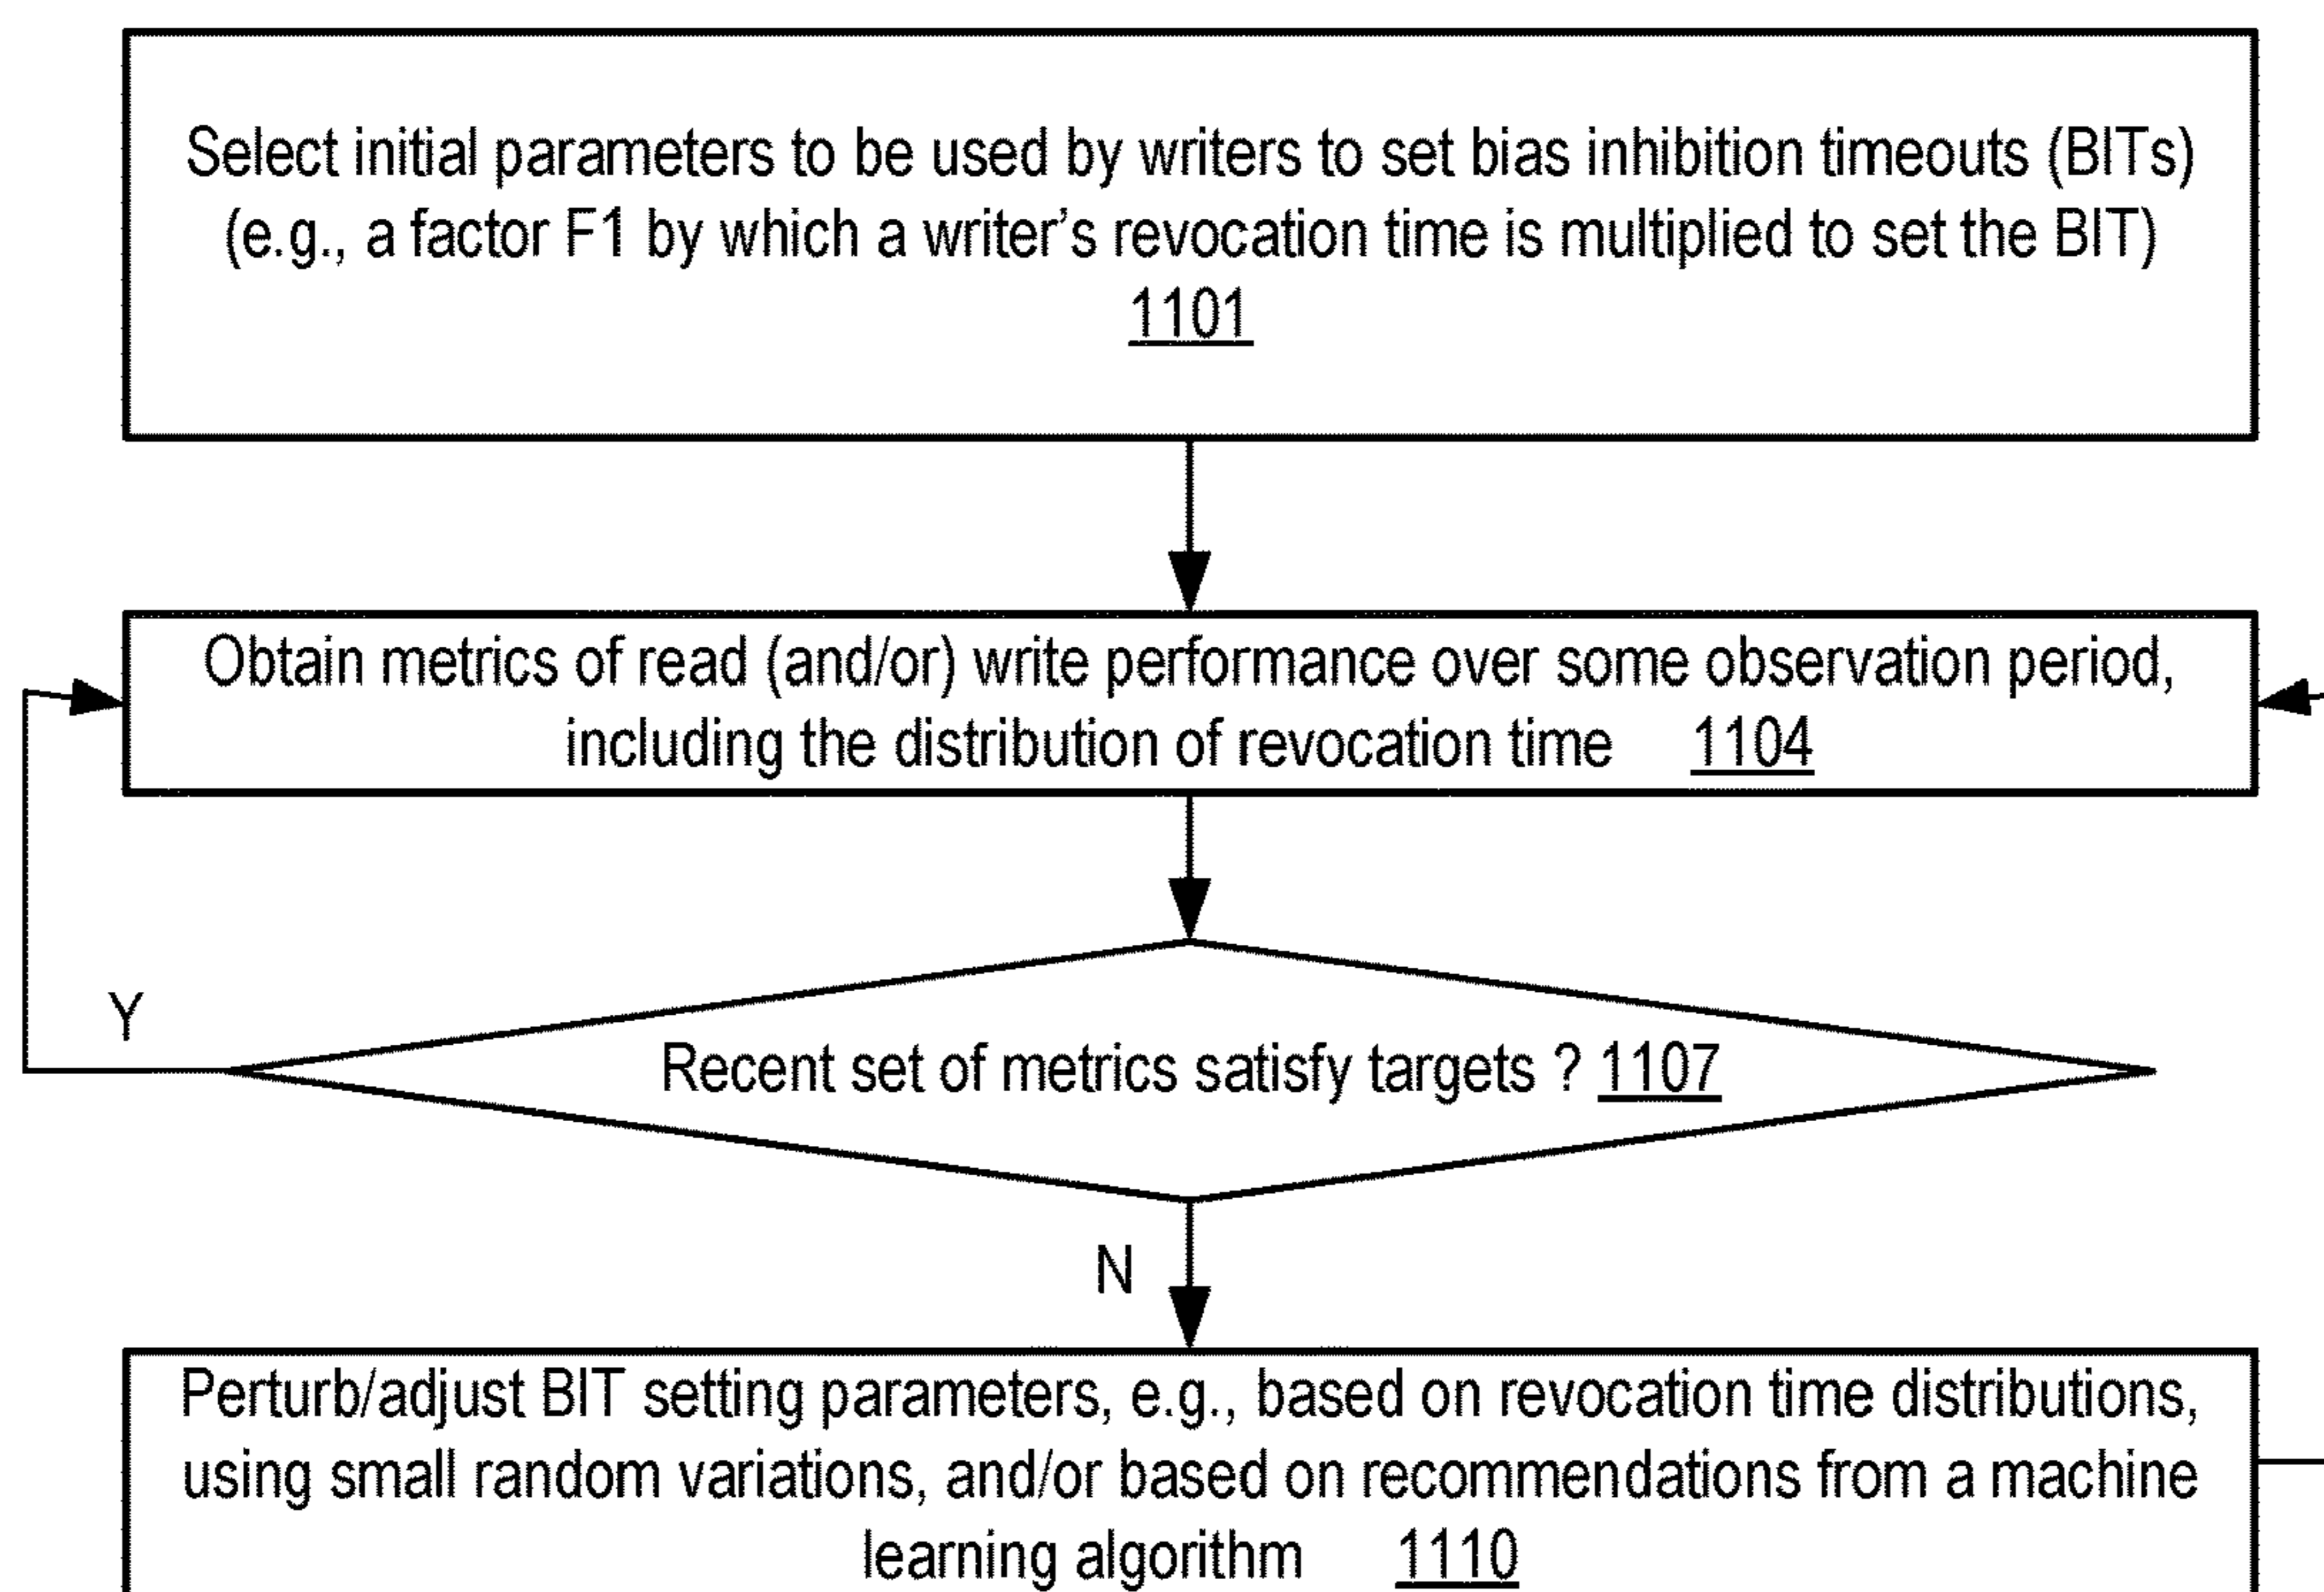 Select initial parameters to be used by writers to set bias inhibition timeouts (BITs)
(e.g., a factor F1 by which a writer's revocation time is multiplied to set the BIT)
1101
Obtain metrics of read (and/or) write performance over some observation period,
including the distribution of revocation time 1104
Y
Recent set of metrics satisfy targets ? 1107
N
Perturb/adjust BIT setting parameters, e.g., based on revocation time distributions,
using small random variations, and/or based on recommendations from a machine
learning algorithm 1110